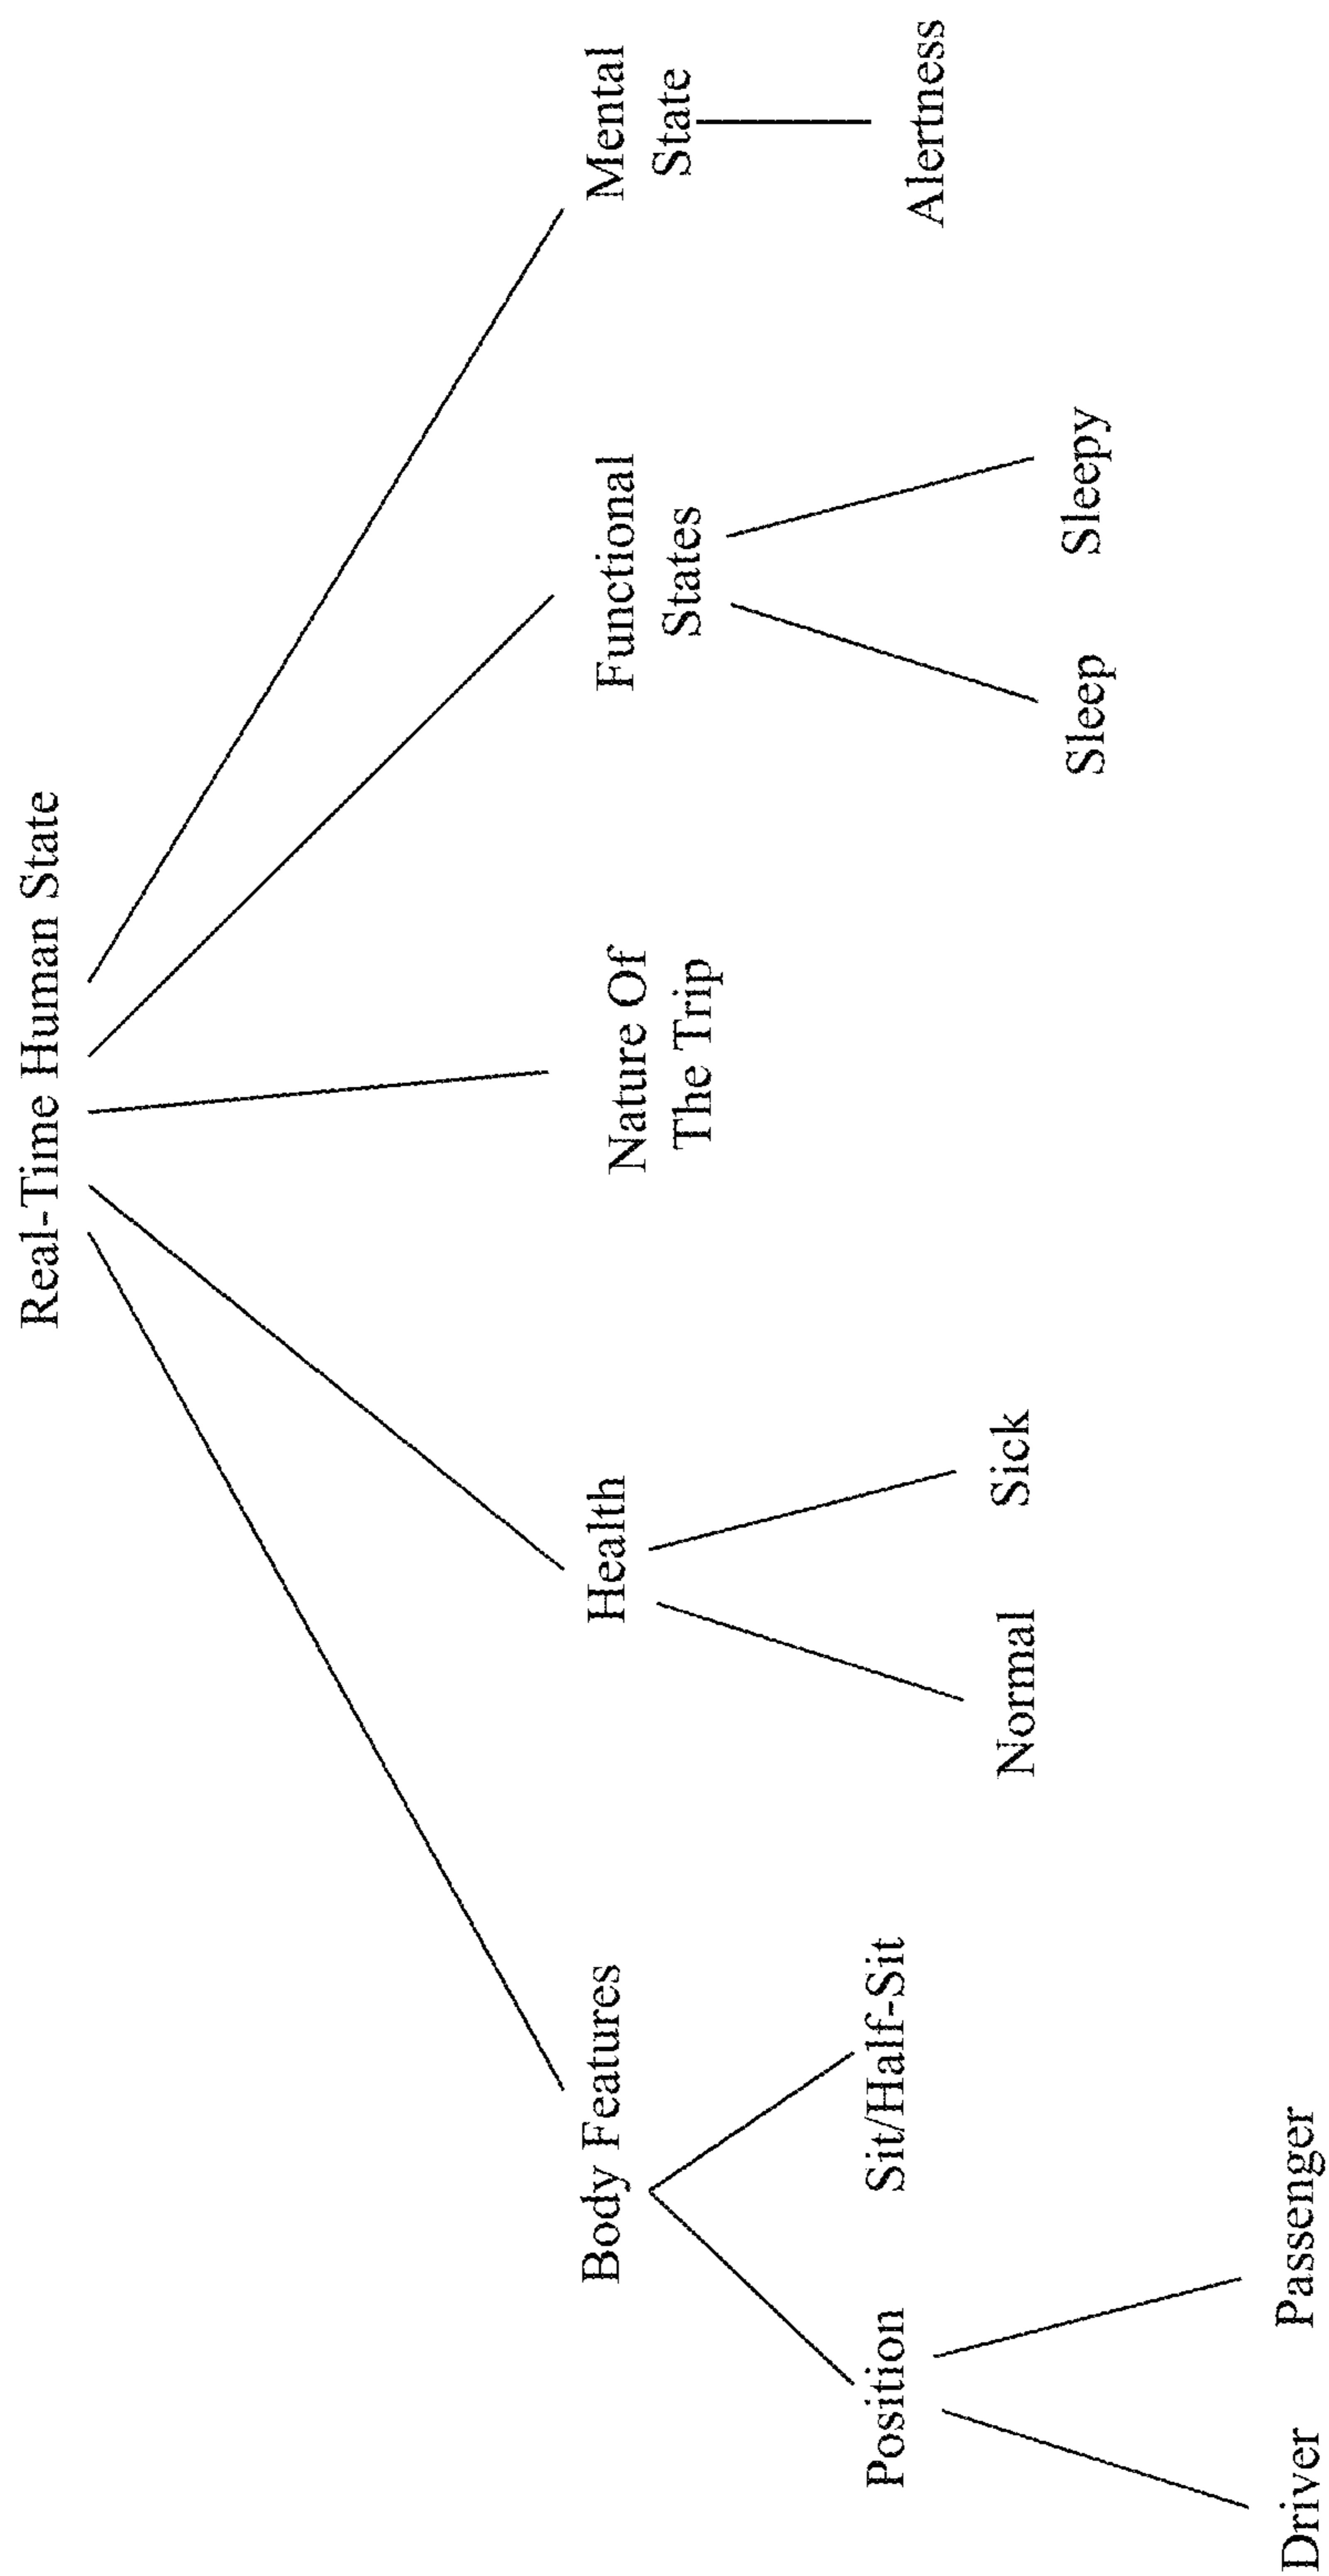 Real-Time Human State
Body Features
Health
Nature Of
The Trip
Functional
States
Mental
State
Position
Sit/Half-Sit
Normal
Sick
Sleep
Sleepy
Alertness
Driver
Passenger